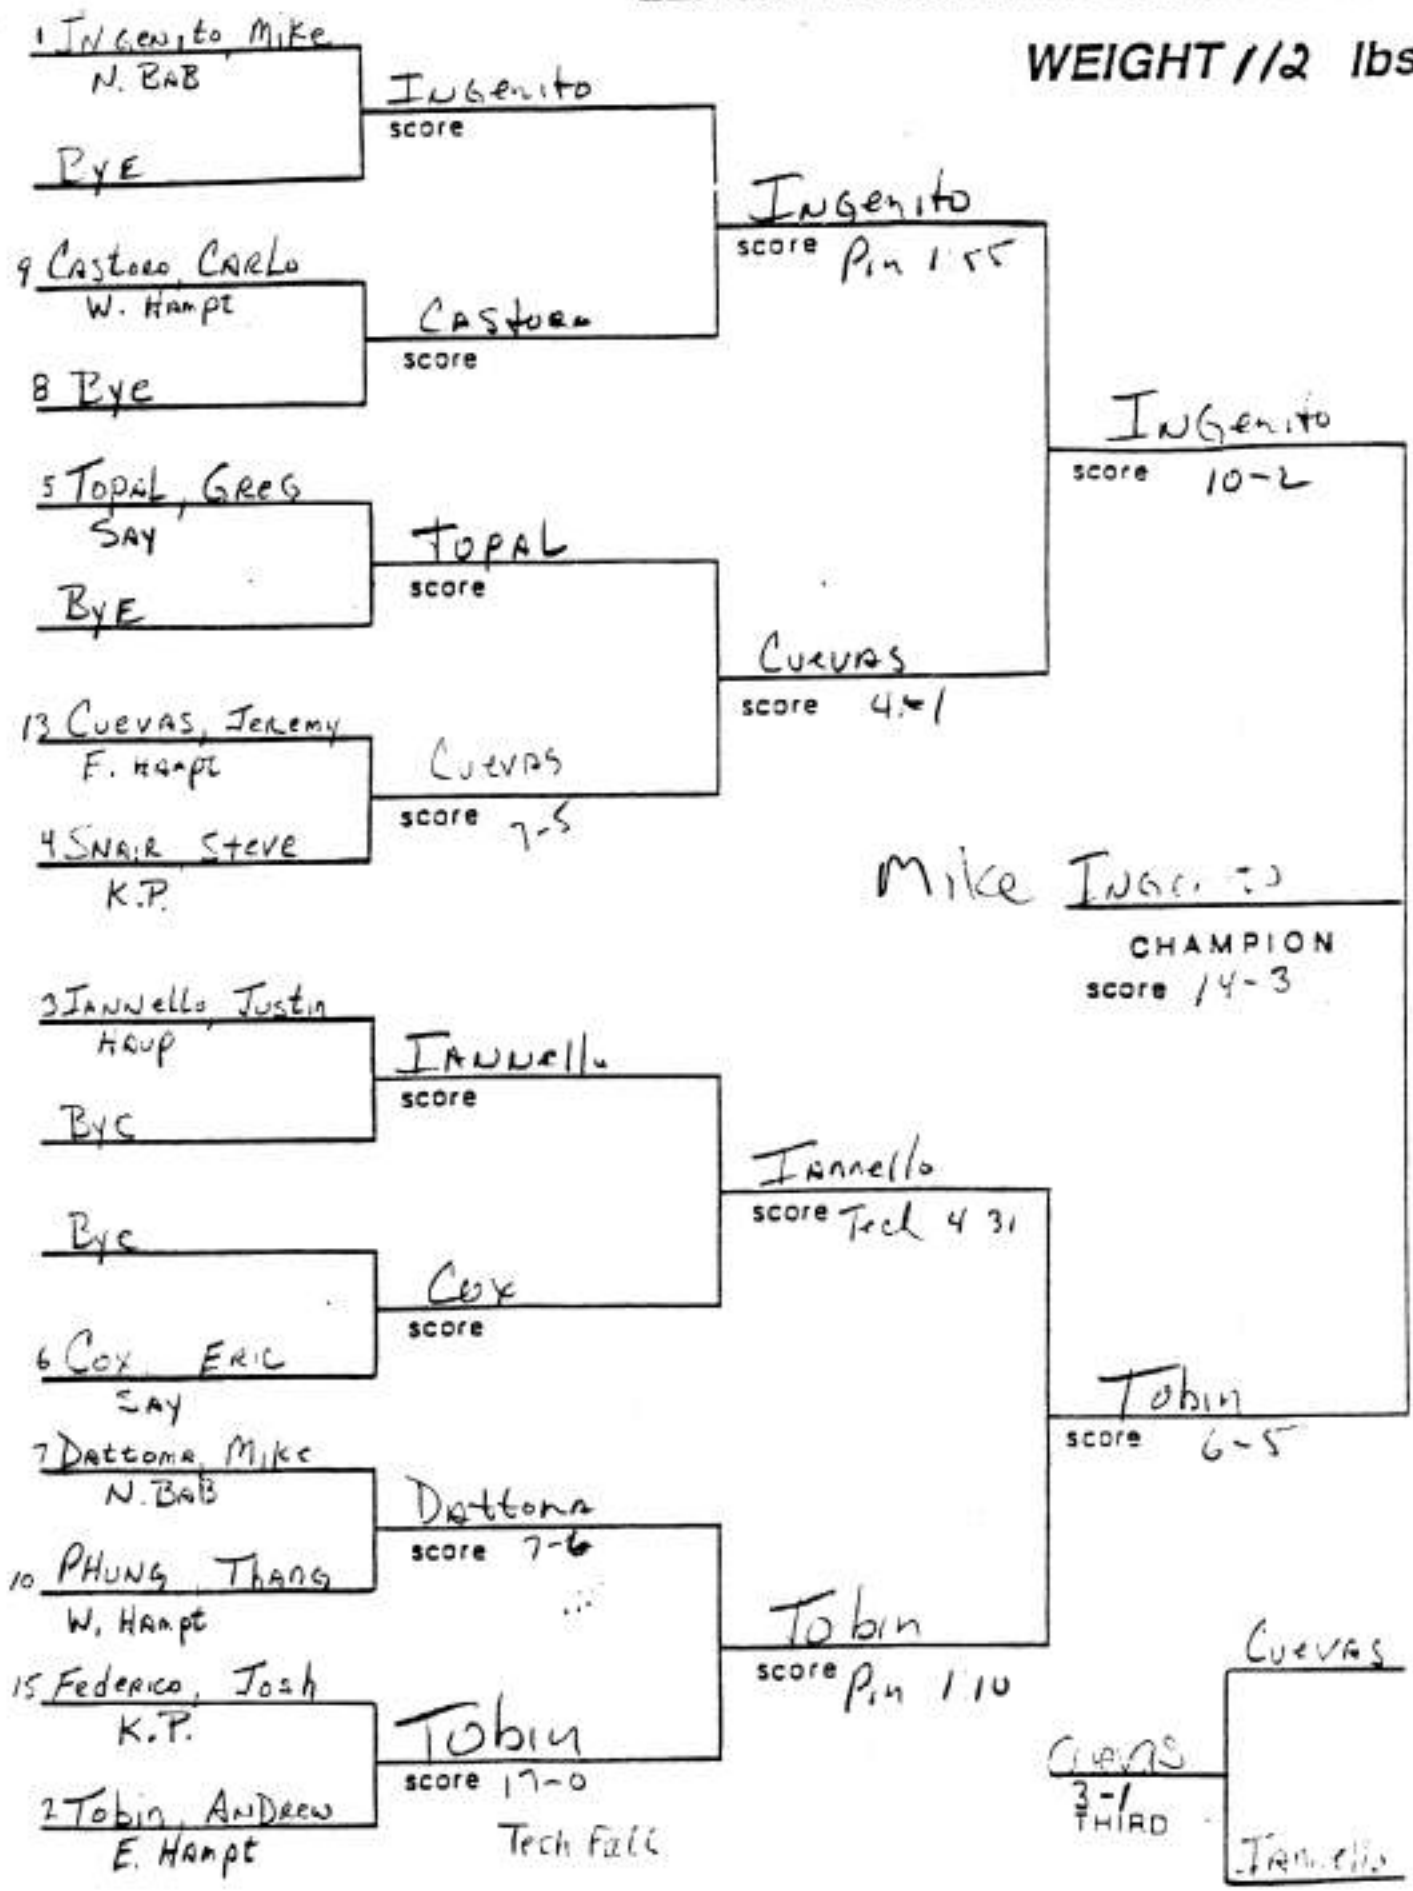 WEIGHT 112 lbs
1 Ingenito, Mike
N. BAB
Bye
Ingenito
score
9 Castoro, Carlo
W. Hampt
8 Bye
Castoro
score
Ingenito
score Pin 1:55
5 Topal, Greg
SAY
Bye
Topal
score
13 Cuevas, Jeremy
E. Hampt
4 Snair Steve
K.P.
Cuevas
score 7-5
Cuevas
score 4-1
Ingenito
score 10-2
Mike Ingenito
CHAMPION
score 14-3
3 Iannello, Justin
Haup
Bye
Iannello
score
Bye
6 Cox, Eric
SAY
Cox
score
Iannello
score Tech 4 31
7 Dattoma, Mike
N. BAB
10 Phung, Thang
W. Hampt
Dattoma
score 7-6
15 Federico, Josh
K.P.
2 Tobin, Andrew
E. Hampt
Tobin
score 17-0
Tech Fall
Tobin
score Pin 1:10
Tobin
score 6-5
Cuevas
Cuevas
3-1
THIRD
Iannello